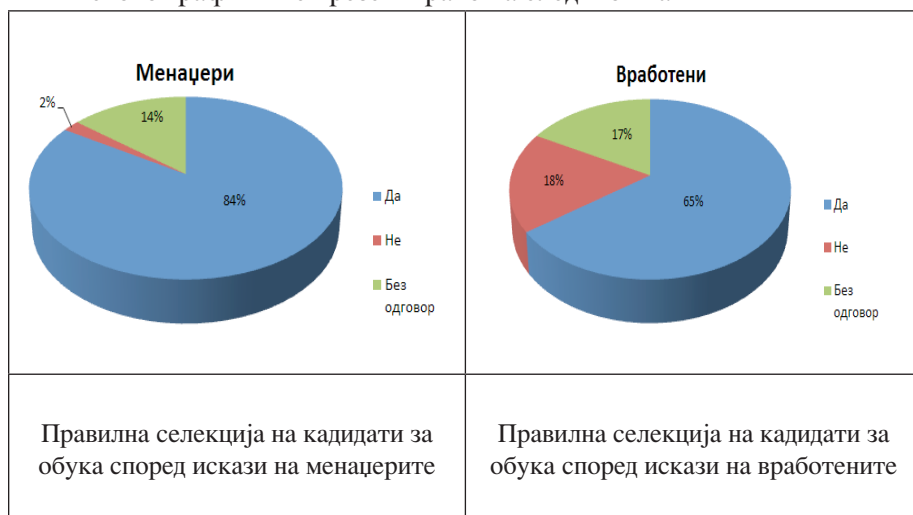 Менаџери
2%
14%
84%
Да
Не
Без
одговор
Вработени
17%
18%
65%
Да
Не
Без
одговор
Правилна селекција на кадидати за
обука според искази на менаџерите
Правилна селекција на кадидати за
обука според искази на вработените